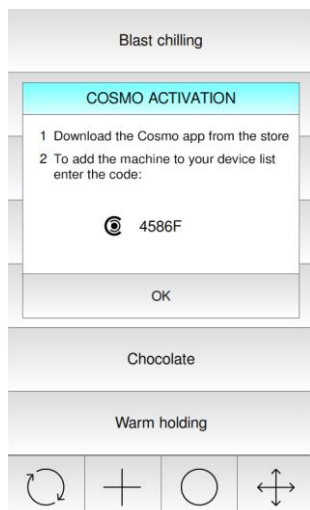 Blast chilling
COSMO ACTIVATION
1 Download the Cosmo app from the store
2 To add the machine to your device list
enter the code:
4586F
OK
Chocolate
Warm holding